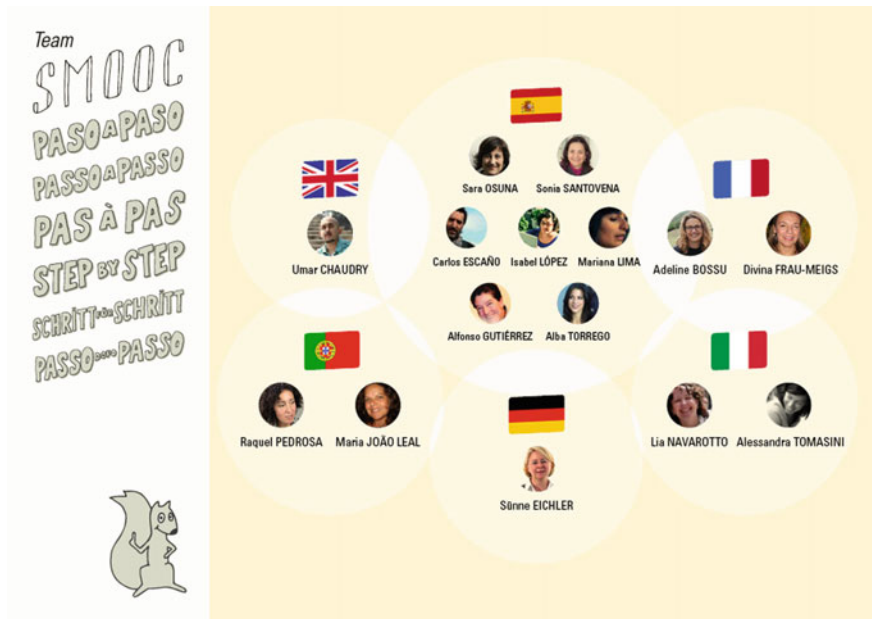 Team
SMOOC
PASO A PASO
PASSO A PASSO
PAS À PAS
STEP BY STEP
SCHRITT FÜR SCHRITT
PASSO DOPO PASSO
Sara OSUNA
Sonia SANTOVENA
Umar CHAUDRY
Carlos ESCAÑO
Isabel LÓPEZ
Mariana LIMA
Adeline BOSSU
Divina FRAU-MEIGS
Alfonso GUTIÉRREZ
Alba TORREGO
Raquel PEDROSA
Maria JOÃO LEAL
Lia NAVAROTTO
Alessandra TOMASINI
Sünne EICHLER